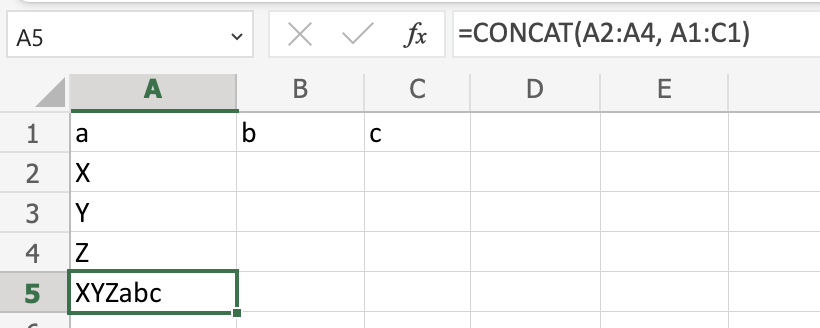 A5 fx =CONCAT(A2:A4, A1:C1)
A B C D E
1 a b c
2 X
3 Y
4 Z
5 XYZabc